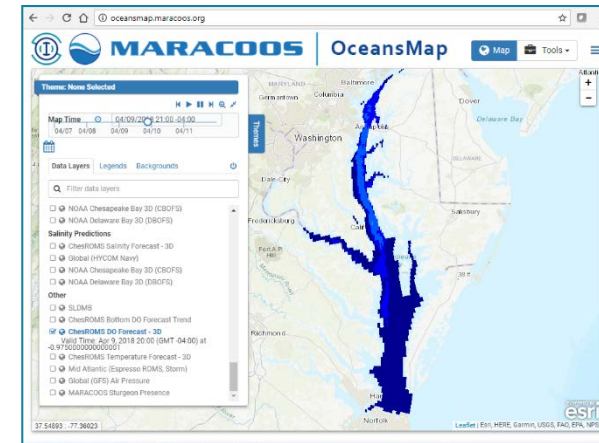 oceansmap.maracoos.org
MARACOOS OceansMap Map Tools
Theme: None Selected
Map Time 04/09/2018 21:00 -04:00
04/07 04/08 04/09 04/10 04/11
Themes
Data Layers Legends Backgrounds
Filter data layers
NOAA Chesapeake Bay 3D (CBOFS)
NOAA Delaware Bay 3D (DBOFS)
Salinity Predictions
ChesROMS Salinity Forecast - 3D
Global (HYCOM Navy)
NOAA Chesapeake Bay 3D (CBOFS)
NOAA Delaware Bay 3D (DBOFS)
Other
SLDMB
ChesROMS Bottom DO Forecast Trend
ChesROMS DO Forecast - 3D
Valid Time: Apr 9, 2018 20:00 (GMT -04:00) at
-0.9750000000000001
ChesROMS Temperature Forecast - 3D
Mid Atlantic (Espresso ROMS, Storm)
Global (GFS) Air Pressure
MARACOOS Sturgeon Presence
37.54893 : -77.36023
MARYLAND
Baltimore
Germantown
Columbia
Dover
Delaware Bay
Washington
DELAWARE
Dale City
Salisbury
Fredericksburg
Richmond
Norfolk
esri
Leaflet | Esri, HERE, Garmin, USGS, FAO, EPA, NPS